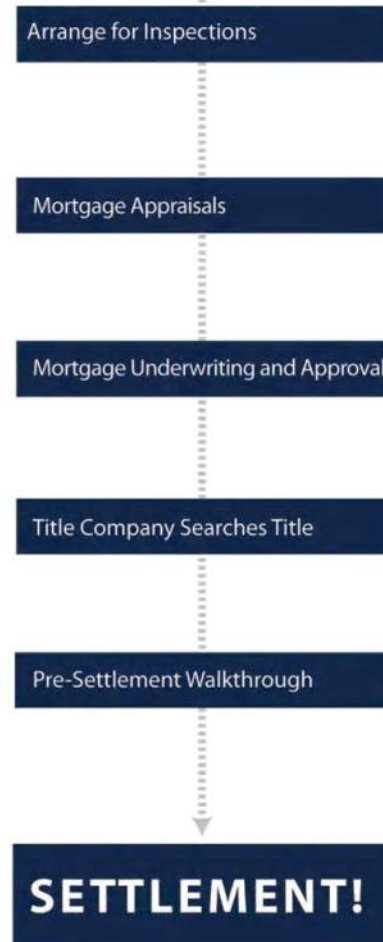 Arrange for Inspections
Mortgage Appraisals
Mortgage Underwriting and Approval
Title Company Searches Title
Pre-Settlement Walkthrough
SETTLEMENT!